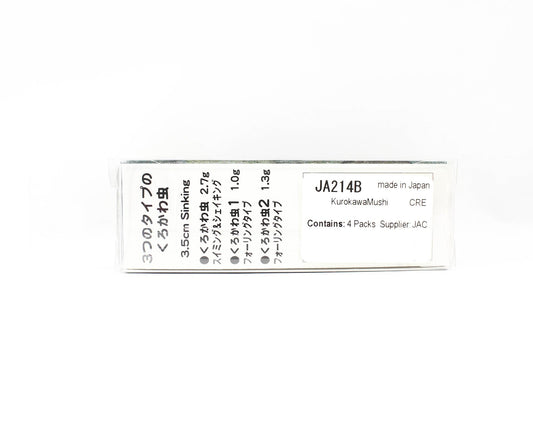 3つのタイプの
くろかわ虫
3.5cm Sinking
●くろかわ虫 2.7g
スイミング&シェイキング
●くろかわ虫1 1.0g
フォーリングタイプ
●くろかわ虫2 1.3g
フォーリングタイプ
JA214B made in Japan
KurokawaMushi CRE
Contains: 4 Packs Supplier JAC